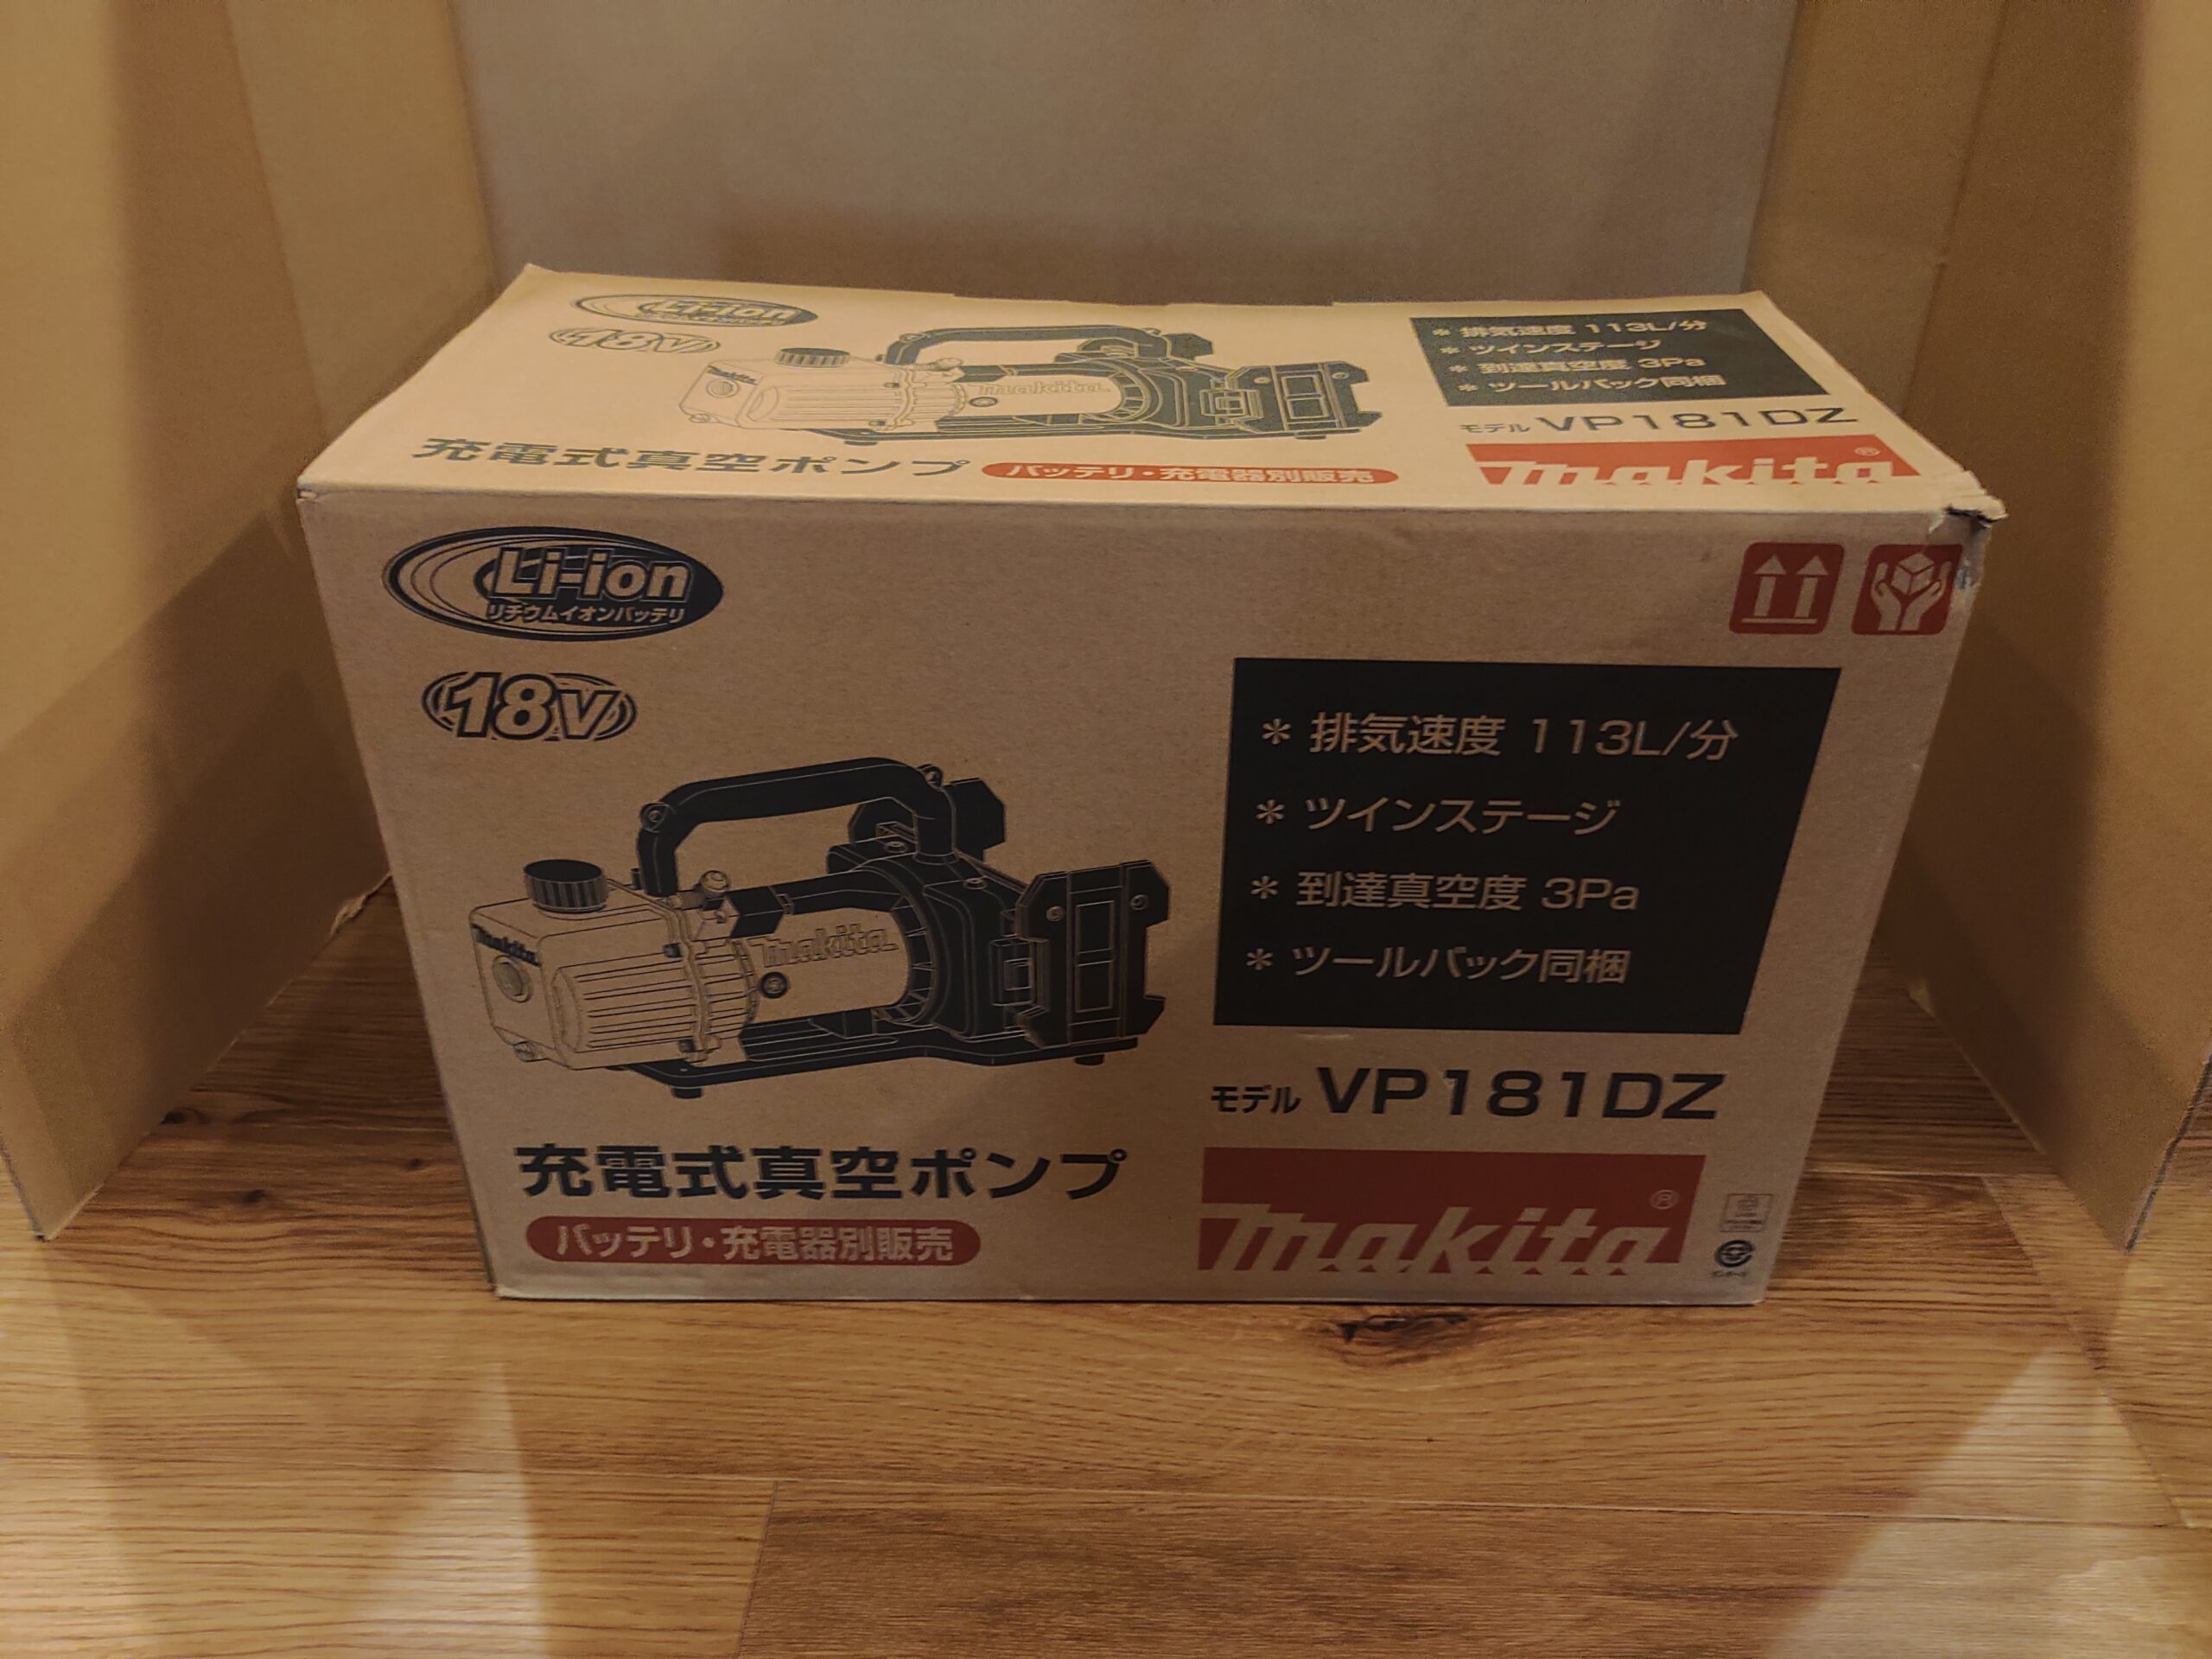 Li-ion
18V
makita
makita
* 排気速度 113L/分
* ツインステージ
* 到達真空度 3Pa
* ツールバック同梱
モデル VP181DZ
充電式真空ポンプ
バッテリ・充電器別販売
makita®
Li-ion
リチウムイオンバッテリ
18V
makita
makita
* 排気速度 113L/分
* ツインステージ
* 到達真空度 3Pa
* ツールバック同梱
モデル VP181DZ
充電式真空ポンプ
バッテリ・充電器別販売
makita®